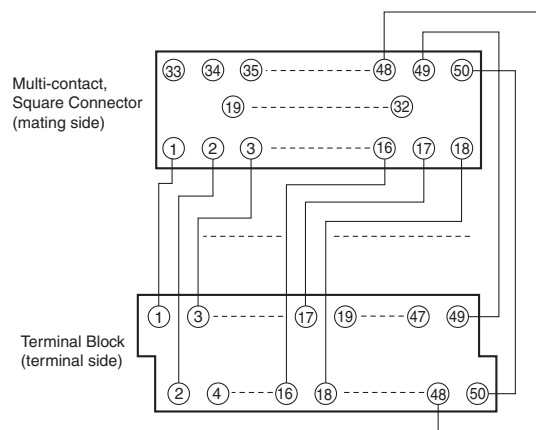 33 34 35 48 49 50
Multi-contact,
Square Connector
(mating side)
19 32
1 2 3 16 17 18
1 3 17 19 47 49
Terminal Block
(terminal side)
2 4 16 18 48 50